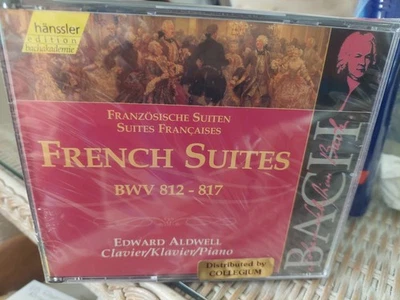 hänssler
edition
bachakademie
FRANZÖSISCHE SUITEN
SUITES FRANÇAISES
FRENCH SUITES
BWV 812 - 817
EDWARD ALDWELL
Clavier/Klavier/Piano
Distributed by
COLLEGIUM
BACH